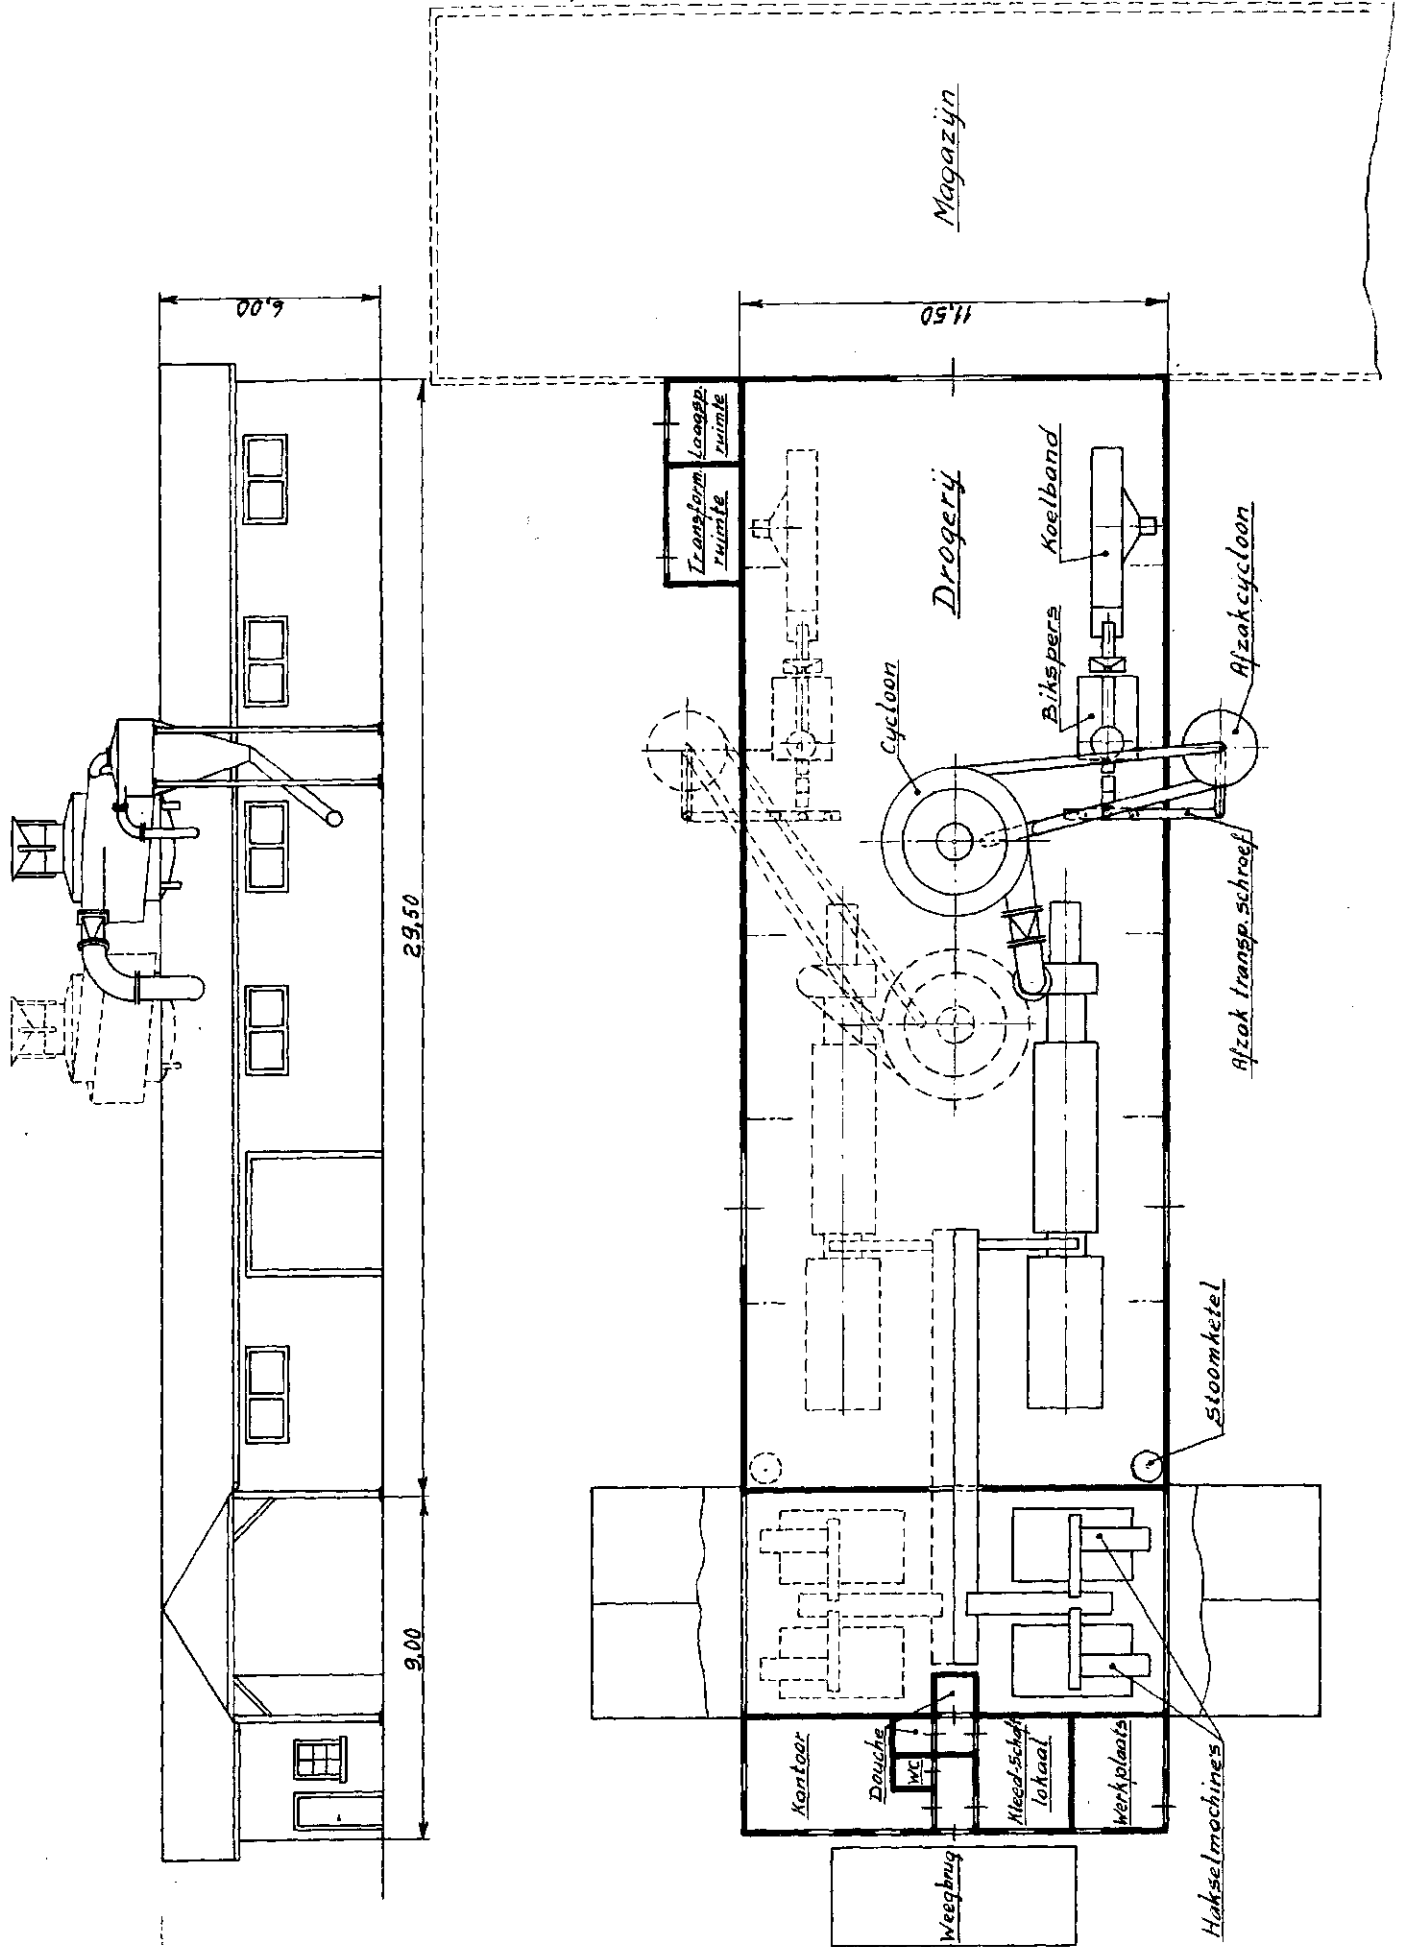 6,00
29,50
9,00
Magazijn
11,50
Laagsp.
ruimte
Transform.
ruimte
Drogerij
Koelband
Bikspers
Afzakcycloon
Cycloon
Afzak transp. schroef
Stoomketel
Kantoor
Douche
WC
Kleed-Schaft
lokaal
Werkplaats
Weegbrug
Hakselmachines